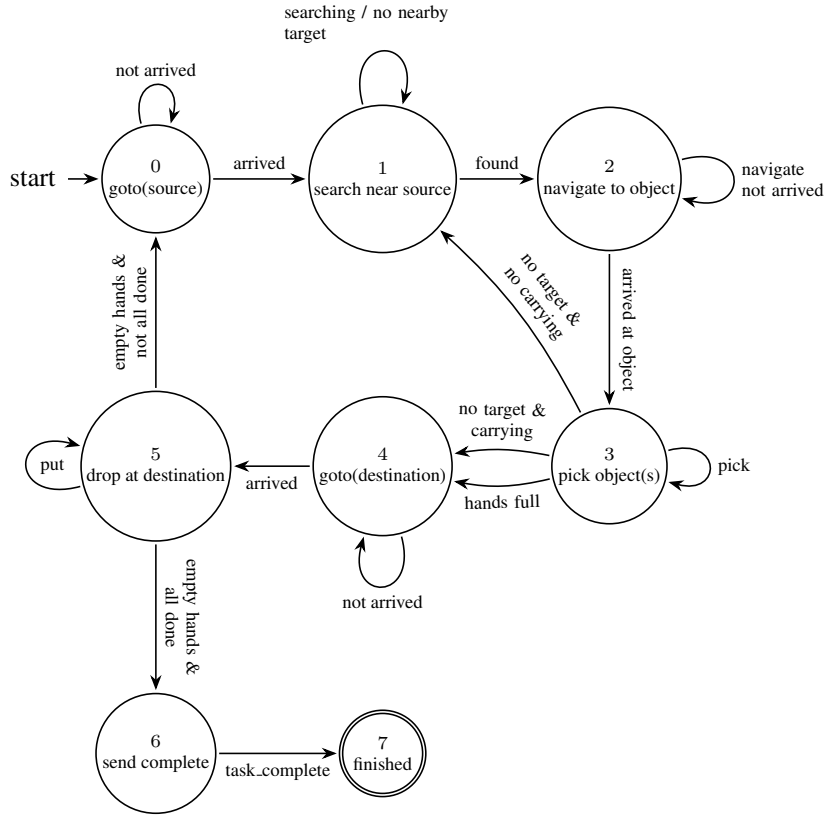 searching / no nearby
target
not arrived
start
0
goto(source)
arrived
1
search near source
found
2
navigate to object
navigate
not arrived
empty hands &
not all done
no target &
no carrying
arrived at object
5
drop at destination
put
arrived
4
goto(destination)
no target &
carrying
hands full
3
pick object(s)
pick
not arrived
empty hands &
all done
6
send complete
task_complete
7
finished